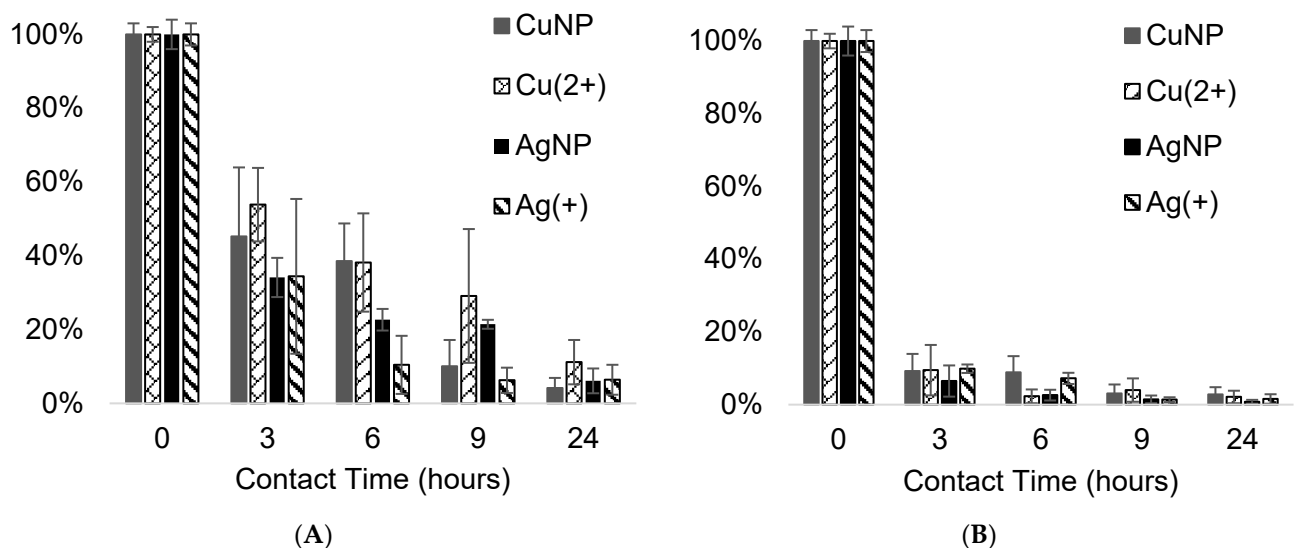 100%
80%
60%
40%
20%
0%
CuNP
Cu(2+)
AgNP
Ag(+)
0 3 6 9 24
Contact Time (hours)
(A)
100%
80%
60%
40%
20%
0%
CuNP
Cu(2+)
AgNP
Ag(+)
0 3 6 9 24
Contact Time (hours)
(B)